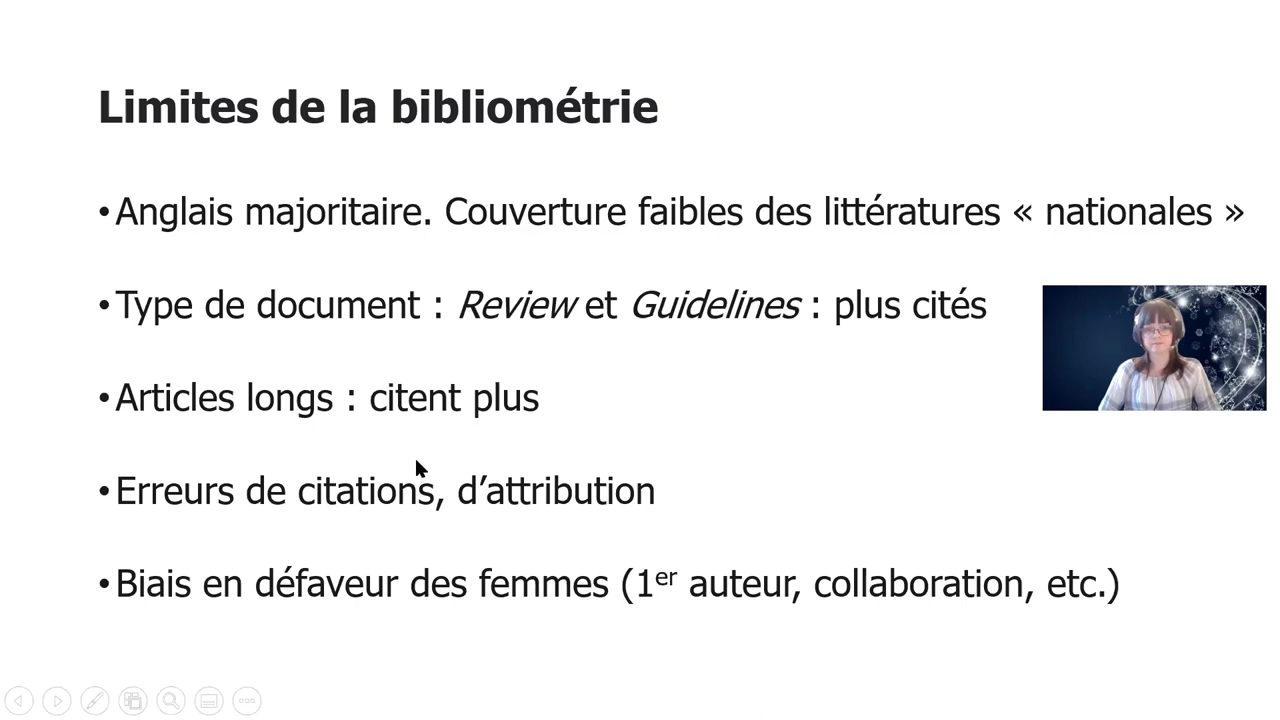 Limites de la bibliométrie
•Anglais majoritaire. Couverture faibles des littératures « nationales »
•Type de document : Review et Guidelines : plus cités
•Articles longs : citent plus
•Erreurs de citations, d’attribution
•Biais en défaveur des femmes (1er auteur, collaboration, etc.)